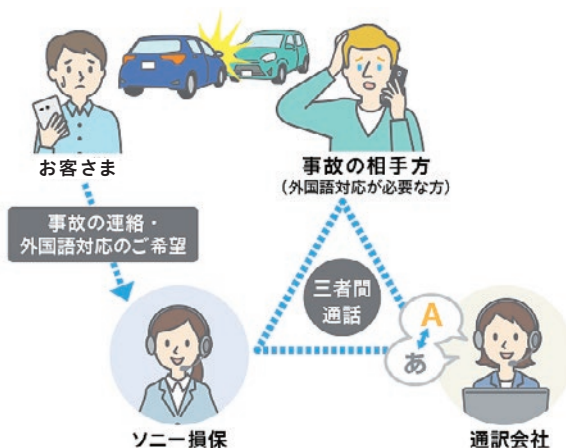 お客さま
事故の相手方
(外国語対応が必要な方)
事故の連絡・
外国語対応のご希望
三者間
通話
A
あ
ソニー損保
通訳会社